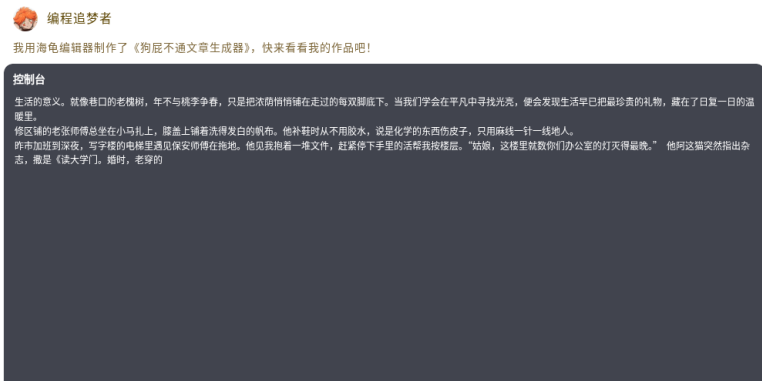 编程追梦者
我用海龟编辑器制作了《狗屁不通文章生成器》，快来看看我的作品吧！
控制台
生活的意义。就像巷口的老槐树，年不与桃李争春，只是把浓荫悄悄铺在走过的每双脚底下。当我们学会在平凡中寻找光亮，便会发现生活早已把最珍贵的礼物，藏在了日复一日的温
暖里。
修区铺的老张师傅总坐在小马扎上，膝盖上铺着洗得发白的帆布。他补鞋时从不用胶水，说是化学的东西伤皮子，只用麻线一针一线地人。
昨市加班到深夜，写字楼的电梯里遇见保安师傅在拖地。他见我抱着一堆文件，赶紧停下手里的活帮我按楼层。“姑娘，这楼里就数你们办公室的灯灭得最晚。” 他阿这猫突然指出杂
志，撒是《读大学门。婚时，老穿的